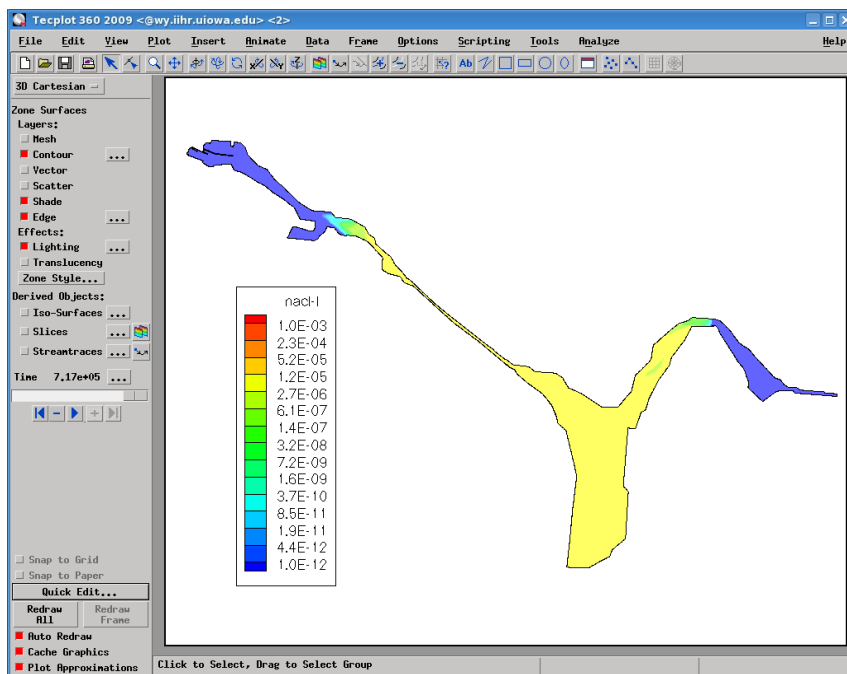 Tecplot 360 2009 <@wy.iihr.uiowa.edu> <2>
File Edit View Plot Insert Animate Data Frame Options Scripting Tools Analyze Help
Ab
3D Cartesian
Zone Surfaces
Layers:
Mesh
Contour ...
Vector
Scatter
Shade
Edge ...
Effects:
Lighting ...
Translucency
Zone Style...
Derived Objects:
Iso-Surfaces ...
Slices ...
Streamtraces ...
Time 7.17e+05 ...
Snap to Grid
Snap to Paper
Quick Edit...
Redraw All
Redraw Frame
Auto Redraw
Cache Graphics
Plot Approximations
nacl-l
1.0E-03
2.3E-04
5.2E-05
1.2E-05
2.7E-06
6.1E-07
1.4E-07
3.2E-08
7.2E-09
1.6E-09
3.7E-10
8.5E-11
1.9E-11
4.4E-12
1.0E-12
Click to Select, Drag to Select Group